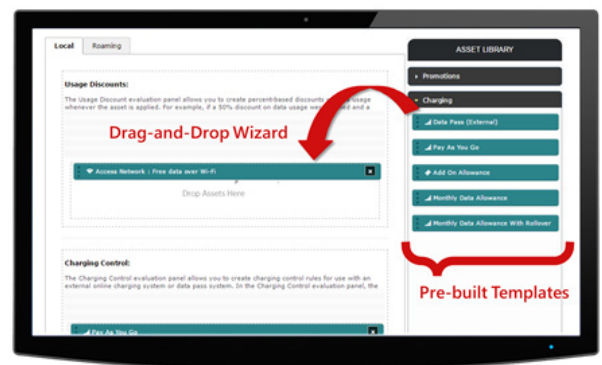 Local Roaming
ASSET LIBRARY
Promotions
Charging
Data Pass (External)
Pay As You Go
Add On Allowance
Monthly Data Allowance
Monthly Data Allowance With Rollover
Pre-built Templates
Usage Discounts:
The Usage Discount evaluation panel allows you to create percent-based discounts usage
whenever the asset is applied. For example, if a 50% discount on data usage was and a
Drag-and-Drop Wizard
Access Network : Free data over Wi-Fi
Drop Assets Here
Charging Control:
The Charging Control evaluation panel allows you to create charging control rules for use with an
external online charging system or data pass system. In the Charging Control evaluation panel, the
Pay As You Go